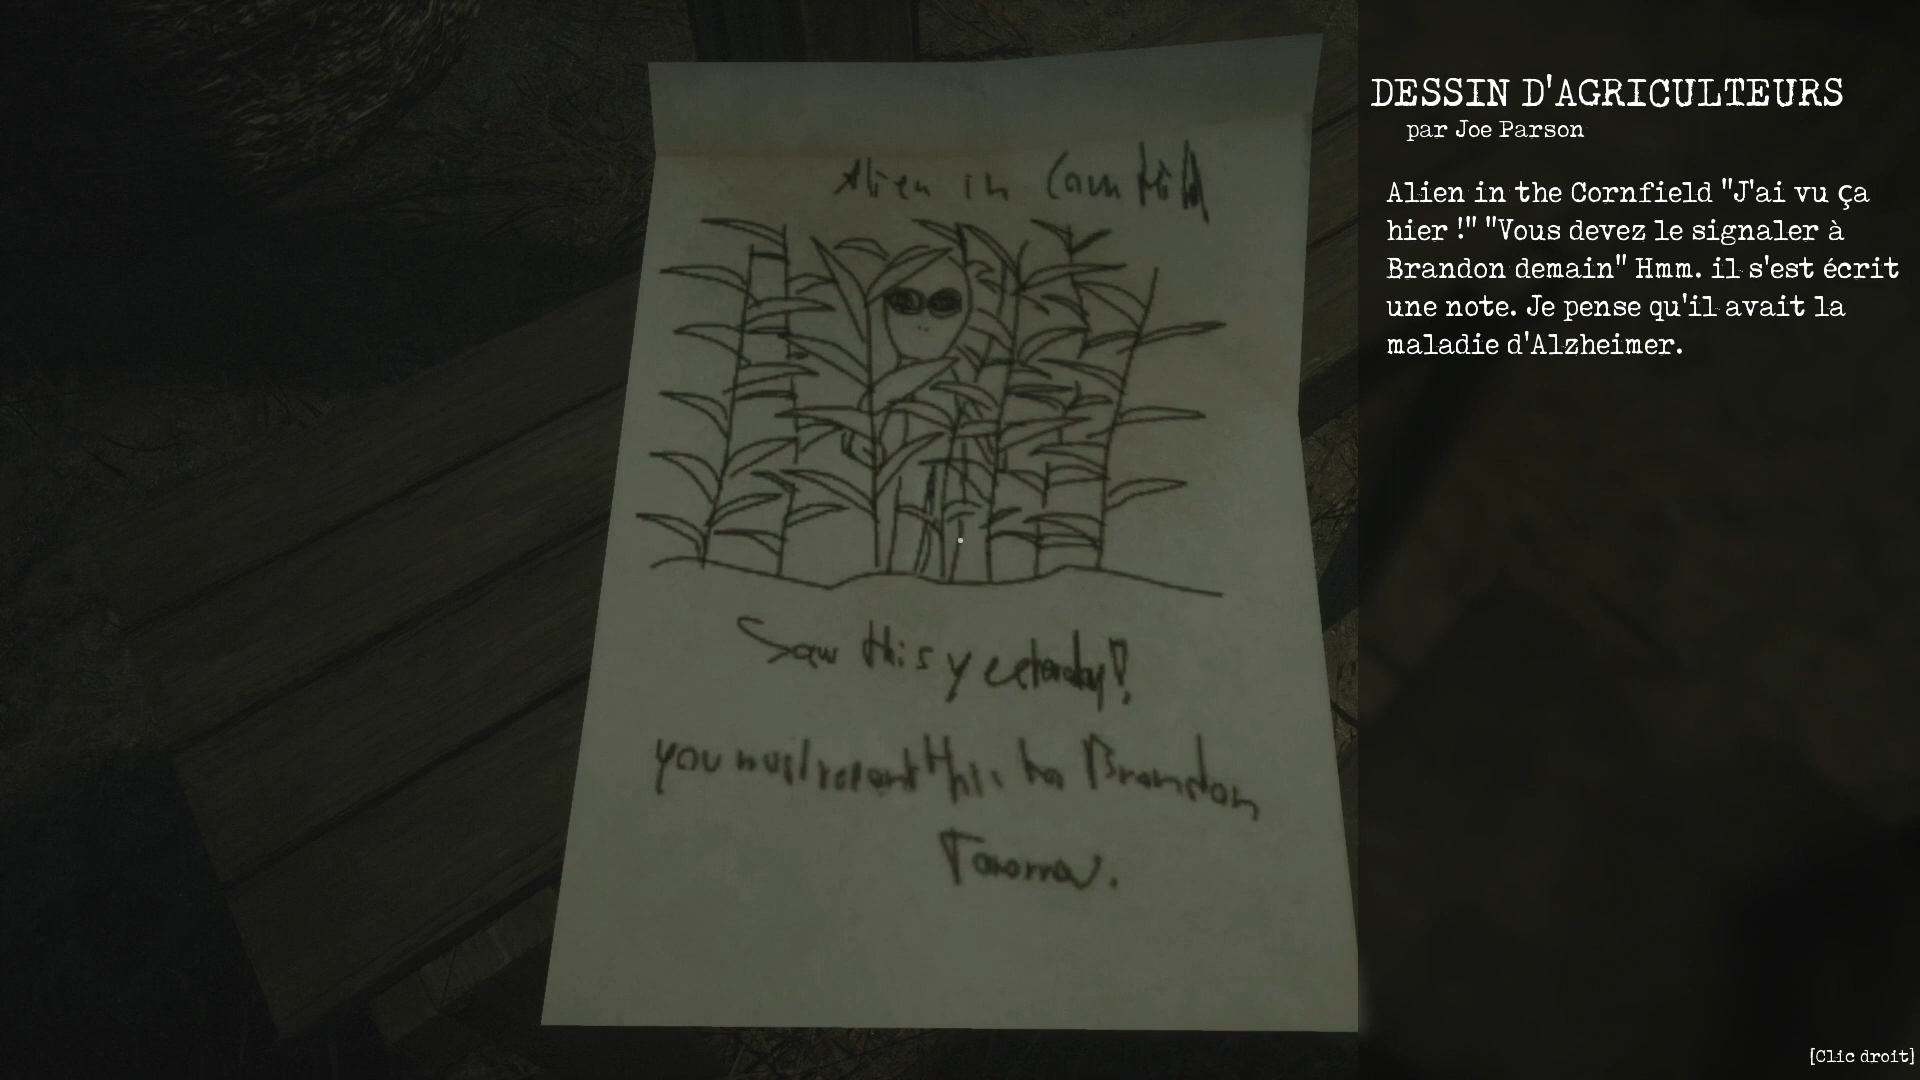 Alien in Cornfield
Saw this yesterday!
you must report this to Brandon
Tomorrow.
DESSIN D'AGRICULTEURS
par Joe Parson
Alien in the Cornfield "J'ai vu ça
hier !" "Vous devez le signaler à
Brandon demain" Hmm. il s'est écrit
une note. Je pense qu'il avait la
maladie d'Alzheimer.
[Clic droit]